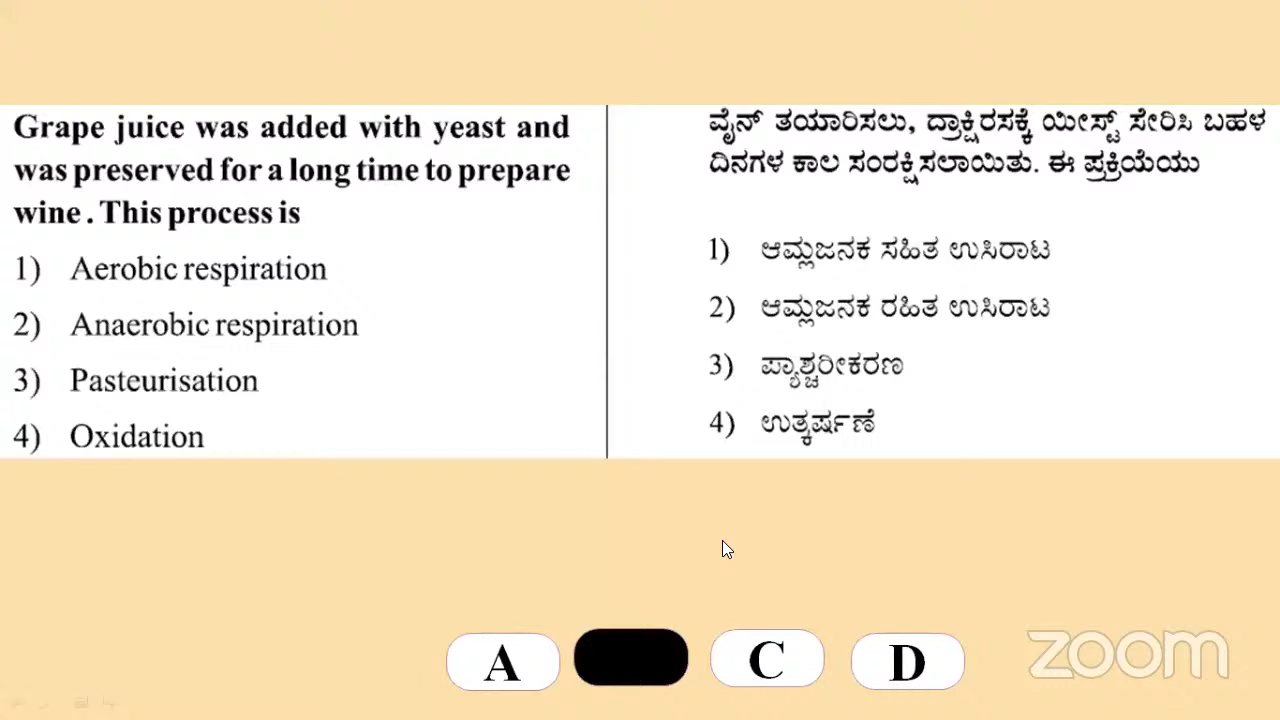 Grape juice was added with yeast and
was preserved for a long time to prepare
wine . This process is
1) Aerobic respiration
2) Anaerobic respiration
3) Pasteurisation
4) Oxidation
ವೈನ್ ತಯಾರಿಸಲು, ದ್ರಾಕ್ಷಿರಸಕ್ಕೆ ಯೀಸ್ಟ್ ಸೇರಿಸಿ ಬಹಳ
ದಿನಗಳ ಕಾಲ ಸಂರಕ್ಷಿಸಲಾಯಿತು. ಈ ಪ್ರಕ್ರಿಯೆಯು
1) ಆಮ್ಲಜನಕ ಸಹಿತ ಉಸಿರಾಟ
2) ಆಮ್ಲಜನಕ ರಹಿತ ಉಸಿರಾಟ
3) ಪ್ಯಾಶ್ಚರೀಕರಣ
4) ಉತ್ಕರ್ಷಣೆ
A C D
zoom